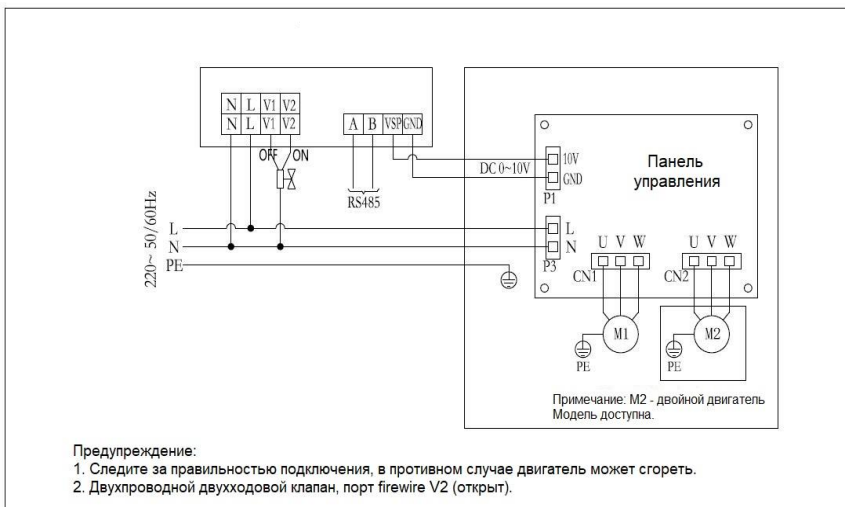 N L V1 V2
N L V1 V2
A B VSP GND
OFF ON
RS485
DC 0~10V
10V
GND
P1
Панель
управления
220~ 50/60Hz
L
N
PE
L
N
P3
U V W
CN1
U V W
CN2
M1
M2
PE
PE
Примечание: М2 - двойной двигатель
Модель доступна.
Предупреждение:
1. Следите за правильностью подключения, в противном случае двигатель может сгореть.
2. Двухпроводной двухходовой клапан, порт firewire V2 (открыт).